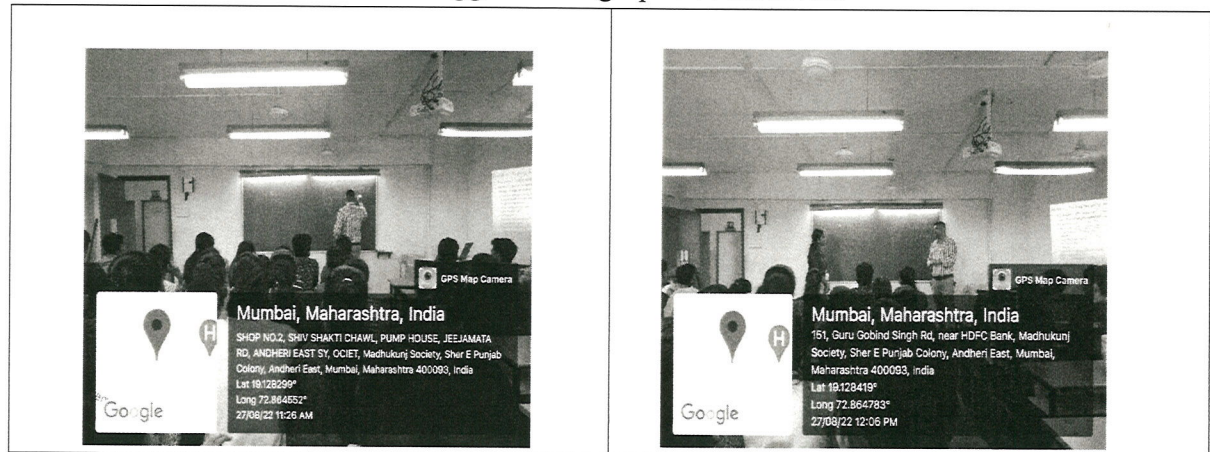 GPS Map Camera
Mumbai, Maharashtra, India
SHOP NO.2, SHIV SHAKTI CHAWL, PUMP HOUSE, JEEJAMATA
RD, ANDHERI EAST SY, OCIET, Madhukunj Society, Sher E Punjab
Colony, Andheri East, Mumbai, Maharashtra 400093, India
Lat 19.128299°
Long 72.864552°
27/08/22 11:26 AM
H
Google
GPS Map Camera
Mumbai, Maharashtra, India
151, Guru Gobind Singh Rd, near HDFC Bank, Madhukunj
Society, Sher E Punjab Colony, Andheri East, Mumbai,
Maharashtra 400093, India
Lat 19.128419°
Long 72.864783°
27/08/22 12:06 PM
H
Google